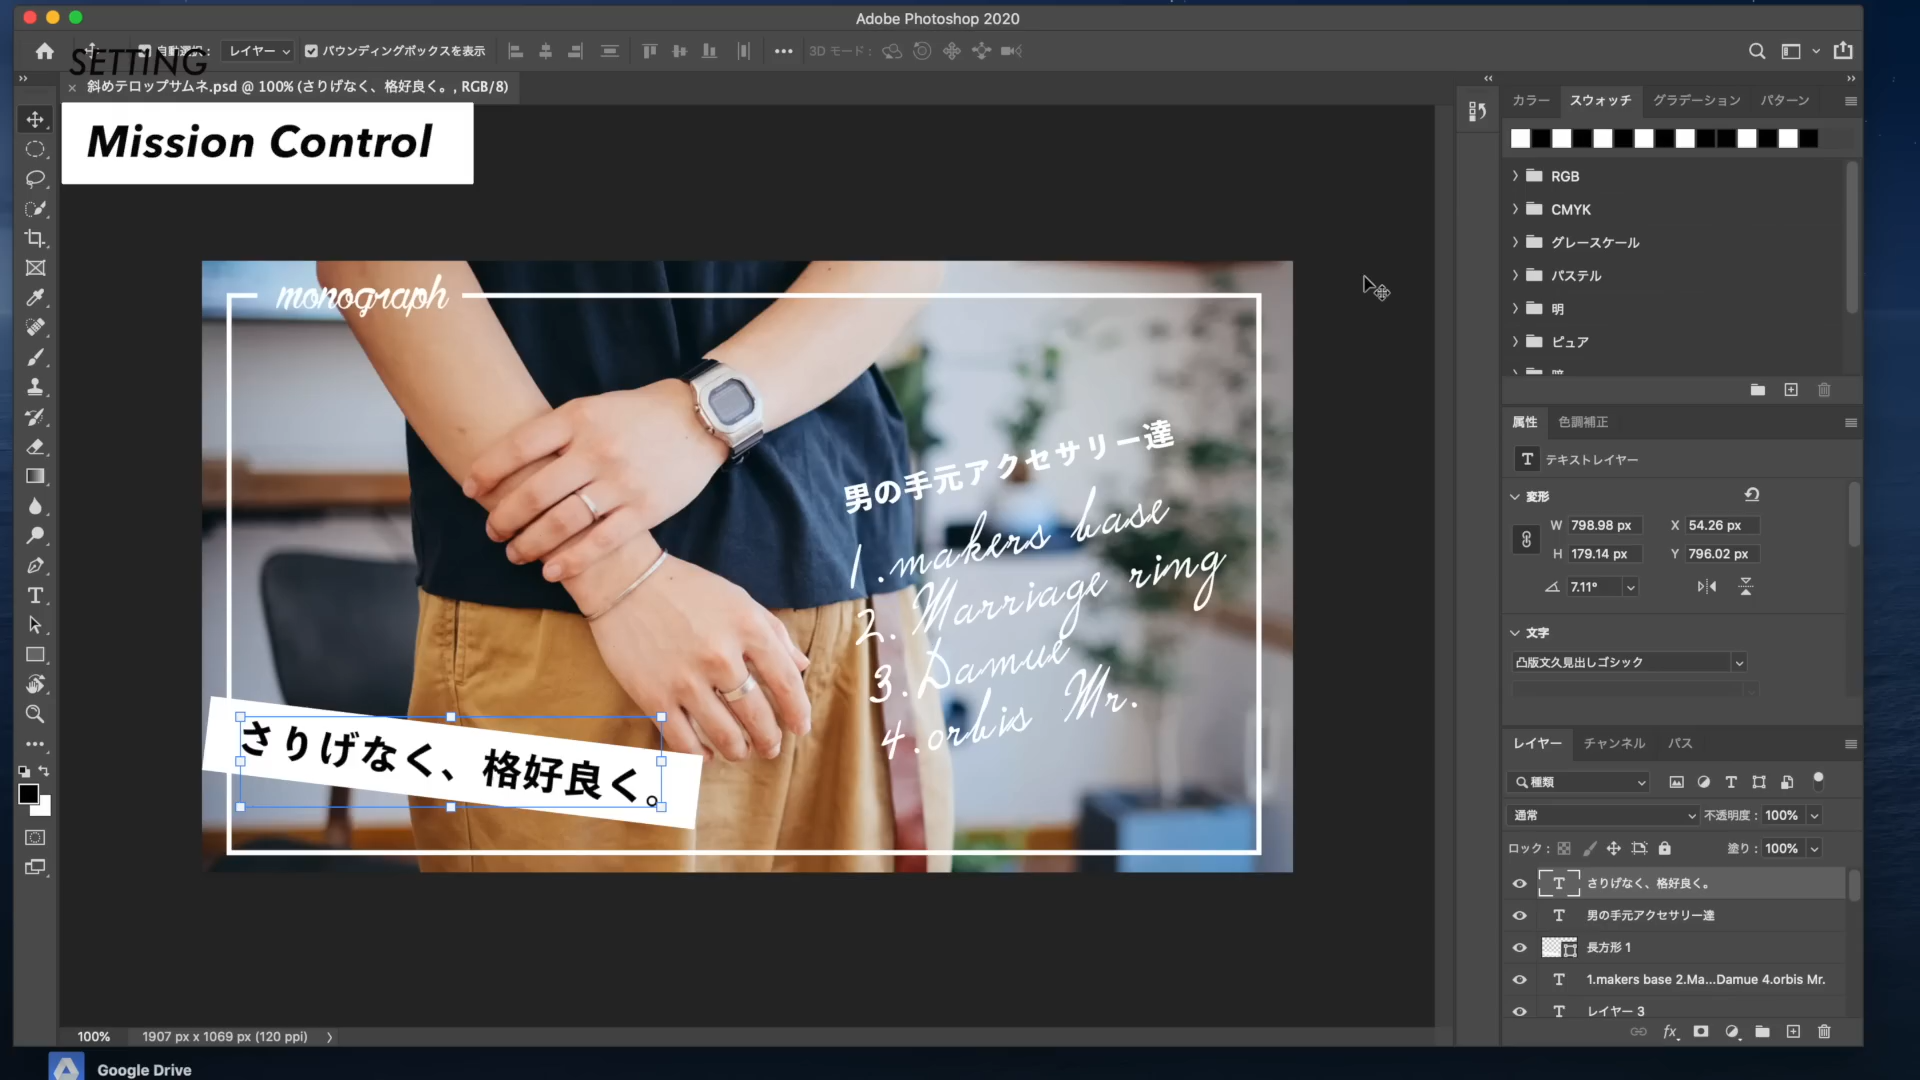 Adobe Photoshop 2020
SETTING
自動選択：
レイヤー
バウンディングボックスを表示
3D モード：
斜めテロップサムネ.psd @ 100% (さりげなく、格好良く。, RGB/8)
Mission Control
monograph
男の手元アクセサリー達
1.makers base
2.Marriage ring
3.Damue
4.orbis Mr.
さりげなく、格好良く。
カラー
スウォッチ
グラデーション
パターン
RGB
CMYK
グレースケール
パステル
明
ピュア
属性
色調補正
テキストレイヤー
変形
W 798.98 px
X 54.26 px
H 179.14 px
Y 796.02 px
7.11°
文字
凸版文久見出しゴシック
レイヤー
チャンネル
パス
種類
通常
不透明度：100%
ロック：
塗り：100%
さりげなく、格好良く。
男の手元アクセサリー達
長方形 1
1.makers base 2.Ma...Damue 4.orbis Mr.
レイヤー 3
100%
1907 px x 1069 px (120 ppi)
Google Drive